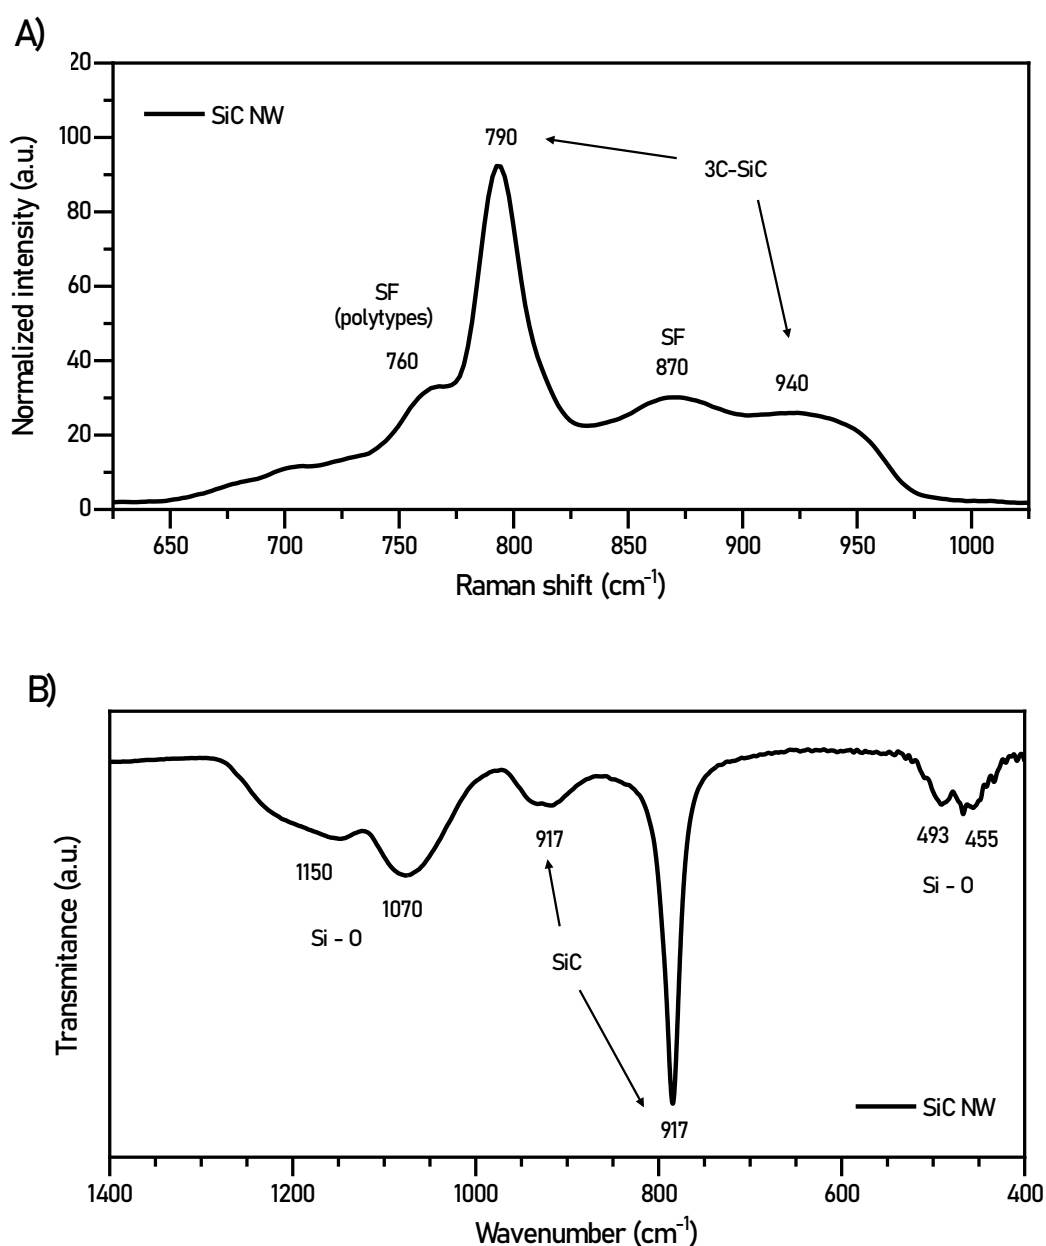 A)
20
SiC NW
100
790
3C-SiC
80
60
SF
(polytypes)
SF
40
760
870
940
20
0
Normalized intensity (a.u.)
650 700 750 800 850 900 950 1000
Raman shift (cm⁻¹)
B)
1150
1070
Si - O
917
SiC
493 455
Si - O
SiC NW
917
Transmitance (a.u.)
1400 1200 1000 800 600 400
Wavenumber (cm⁻¹)